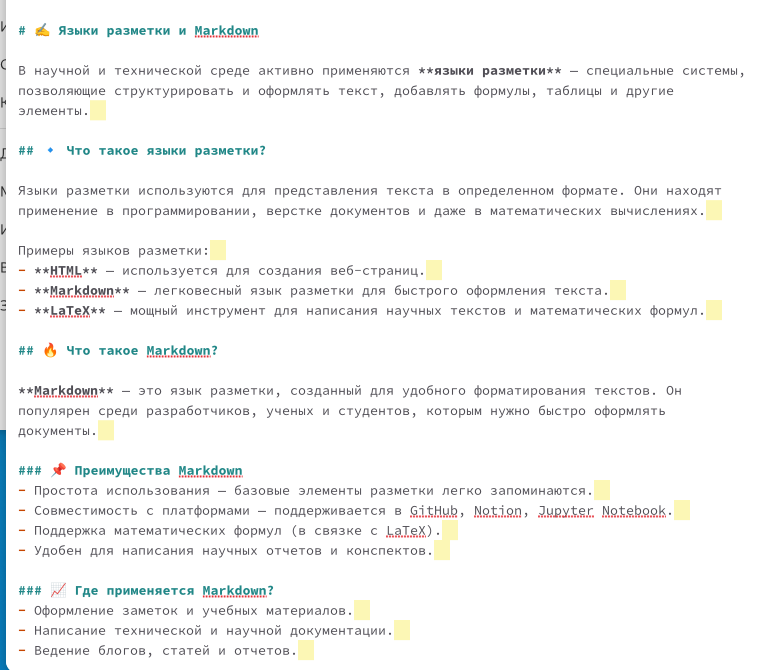 # ✍️ Языки разметки и Markdown
В научной и технической среде активно применяются **языки разметки** — специальные системы,
позволяющие структурировать и оформлять текст, добавлять формулы, таблицы и другие
элементы.
## 🔹 Что такое языки разметки?
Языки разметки используются для представления текста в определенном формате. Они находят
применение в программировании, верстке документов и даже в математических вычислениях.
Примеры языков разметки:
- **HTML** — используется для создания веб-страниц.
- **Markdown** — легковесный язык разметки для быстрого оформления текста.
- **LaTeX** — мощный инструмент для написания научных текстов и математических формул.
## 🔥 Что такое Markdown?
**Markdown** — это язык разметки, созданный для удобного форматирования текстов. Он
популярен среди разработчиков, ученых и студентов, которым нужно быстро оформлять
документы.
### 📌 Преимущества Markdown
- Простота использования — базовые элементы разметки легко запоминаются.
- Совместимость с платформами — поддерживается в GitHub, Notion, Jupyter Notebook.
- Поддержка математических формул (в связке с LaTeX).
- Удобен для написания научных отчетов и конспектов.
### 📈 Где применяется Markdown?
- Оформление заметок и учебных материалов.
- Написание технической и научной документации.
- Ведение блогов, статей и отчетов.